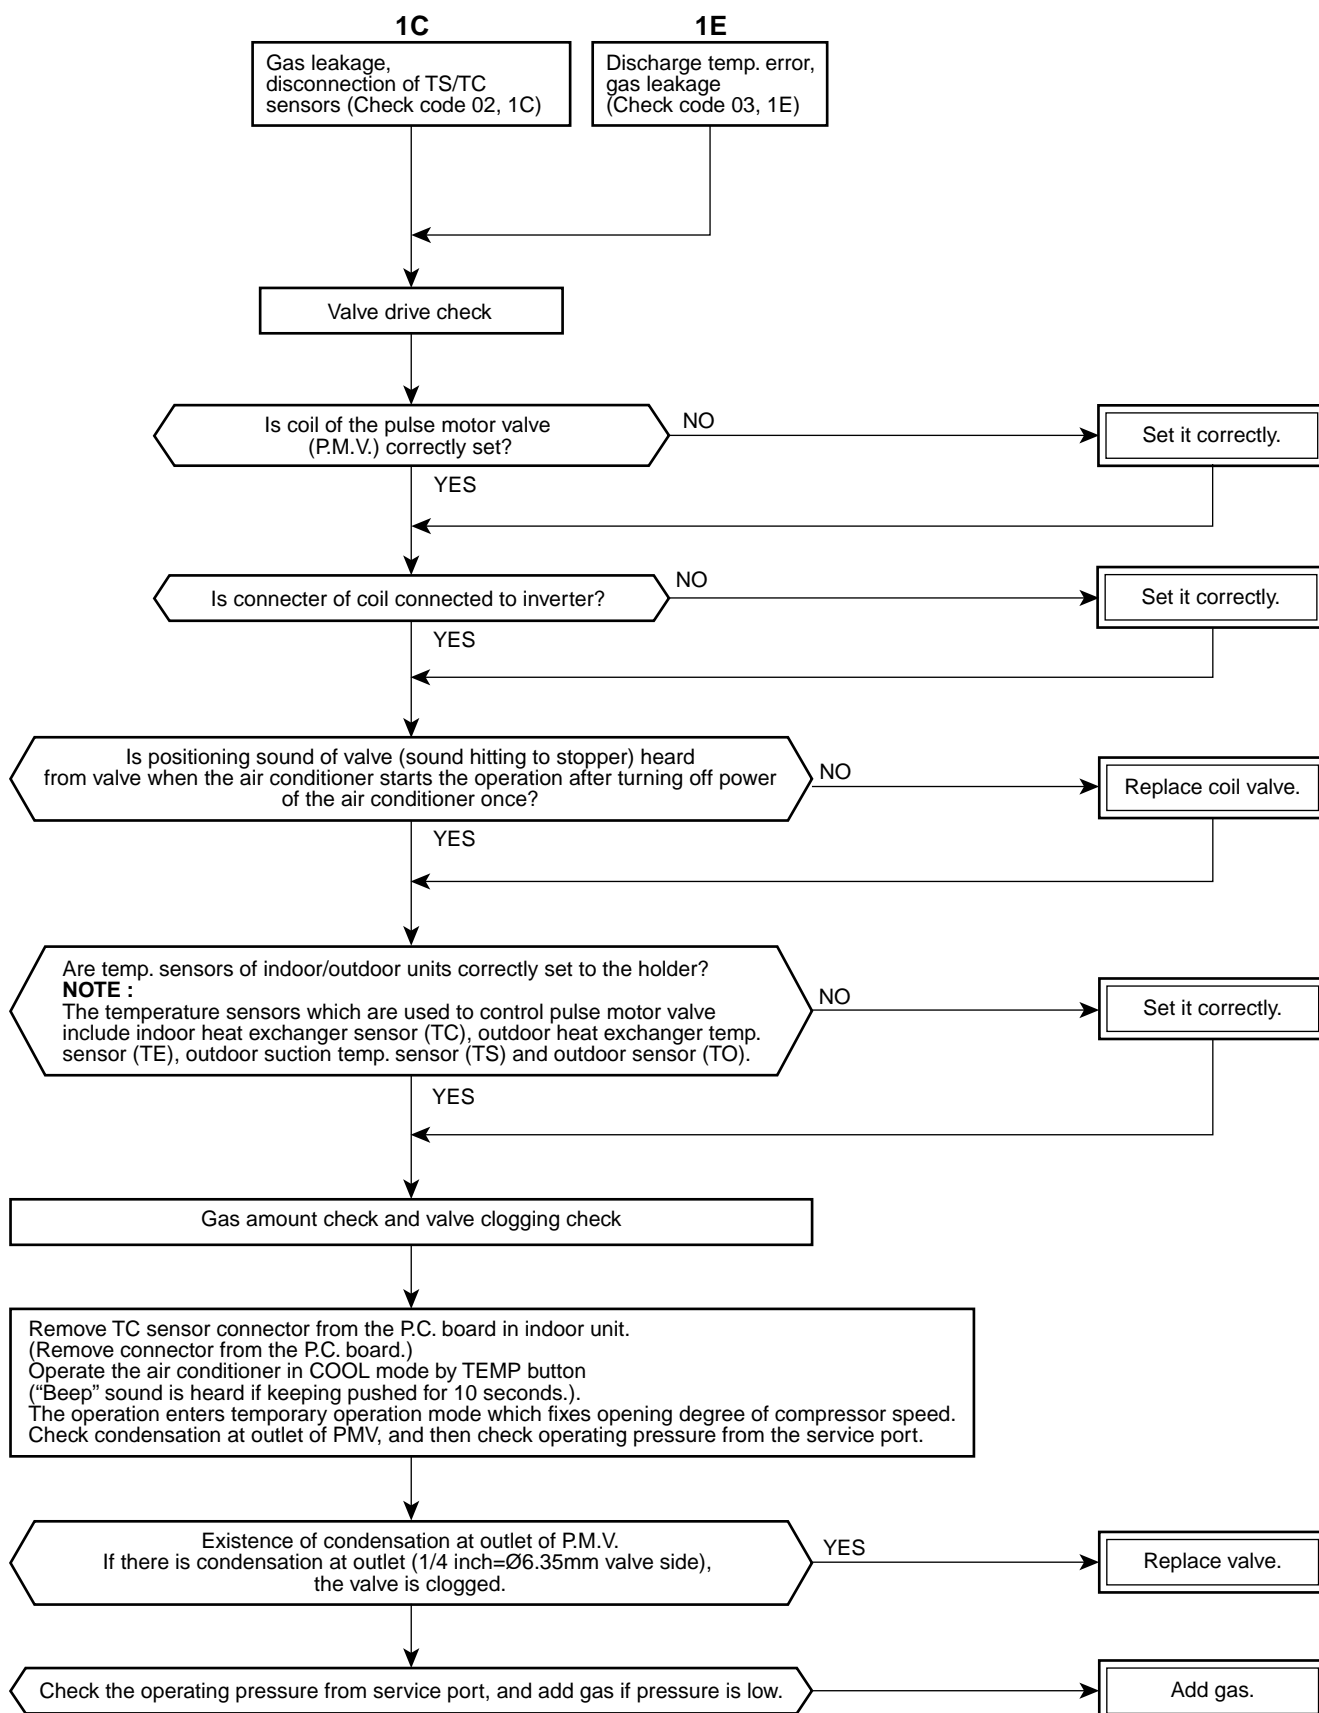 1C
1E
Gas leakage,
disconnection of TS/TC
sensors (Check code 02, 1C)
Discharge temp. error,
gas leakage
(Check code 03, 1E)
Valve drive check
Is coil of the pulse motor valve
(P.M.V.) correctly set?
NO
Set it correctly.
YES
Is connecter of coil connected to inverter?
NO
Set it correctly.
YES
Is positioning sound of valve (sound hitting to stopper) heard
from valve when the air conditioner starts the operation after turning off power
of the air conditioner once?
NO
Replace coil valve.
YES
Are temp. sensors of indoor/outdoor units correctly set to the holder?
NOTE :
The temperature sensors which are used to control pulse motor valve
include indoor heat exchanger sensor (TC), outdoor heat exchanger temp.
sensor (TE), outdoor suction temp. sensor (TS) and outdoor sensor (TO).
NO
Set it correctly.
YES
Gas amount check and valve clogging check
Remove TC sensor connector from the P.C. board in indoor unit.
(Remove connector from the P.C. board.)
Operate the air conditioner in COOL mode by TEMP button
(“Beep” sound is heard if keeping pushed for 10 seconds.).
The operation enters temporary operation mode which fixes opening degree of compressor speed.
Check condensation at outlet of PMV, and then check operating pressure from the service port.
Existence of condensation at outlet of P.M.V.
If there is condensation at outlet (1/4 inch=Ø6.35mm valve side),
the valve is clogged.
YES
Replace valve.
Check the operating pressure from service port, and add gas if pressure is low.
Add gas.